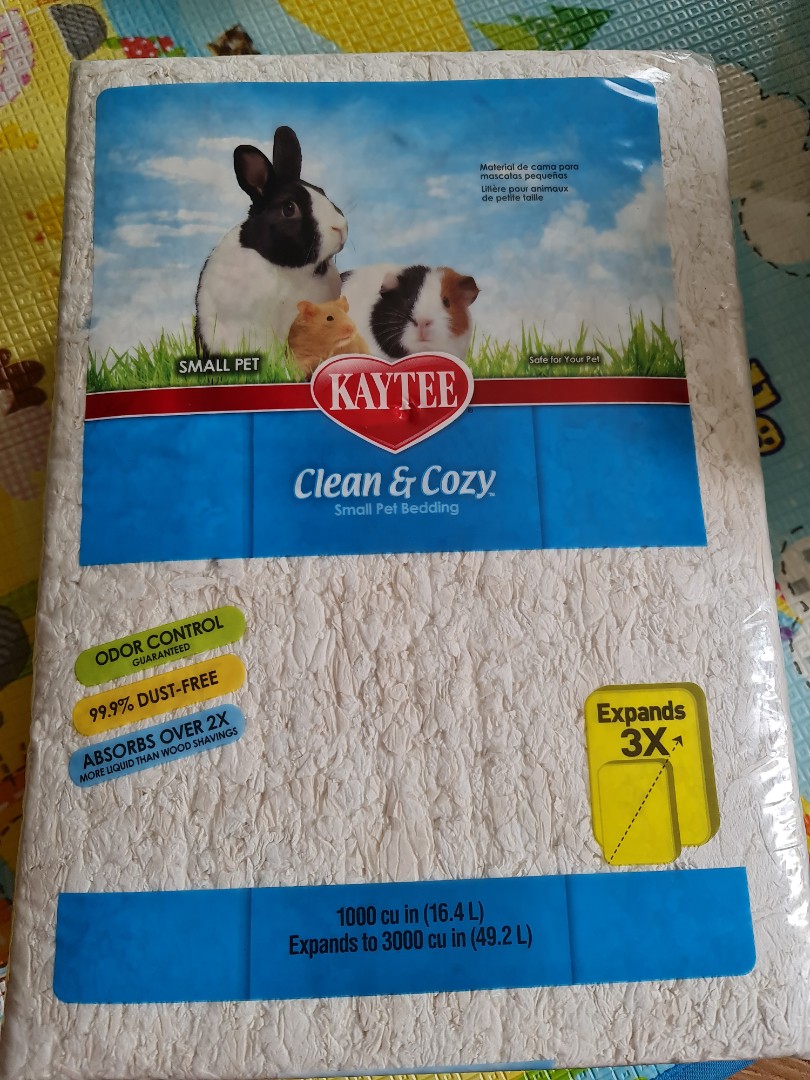 Material de cama para
mascotas pequeñas
Litière pour animaux
de petite taille
SMALL PET
Safe for Your Pet
KAYTEE
Clean & Cozy™
Small Pet Bedding
ODOR CONTROL
GUARANTEED
99.9% DUST-FREE
ABSORBS OVER 2X
MORE LIQUID THAN WOOD SHAVINGS
Expands
3X
1000 cu in (16.4 L)
Expands to 3000 cu in (49.2 L)